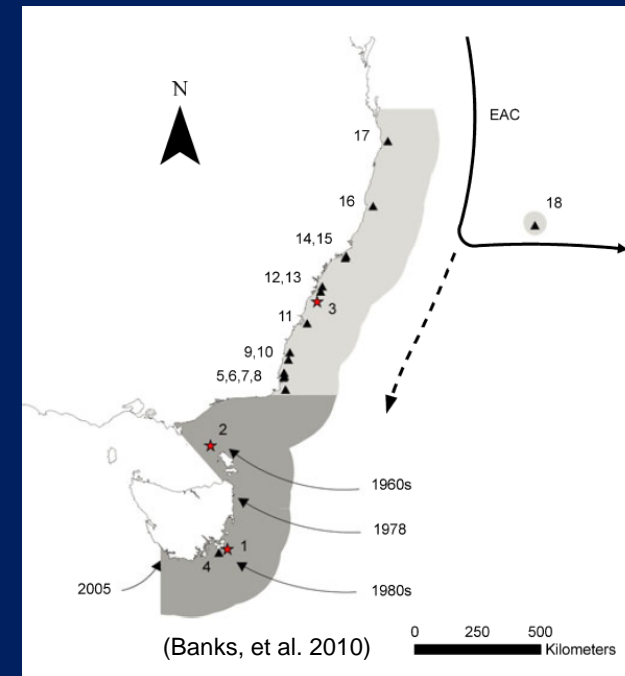 N
EAC
17
18
16
14,15
12,13
3
11
9,10
5,6,7,8
2
1960s
1978
1
4
2005
1980s
(Banks, et al. 2010)
0 250 500
Kilometers